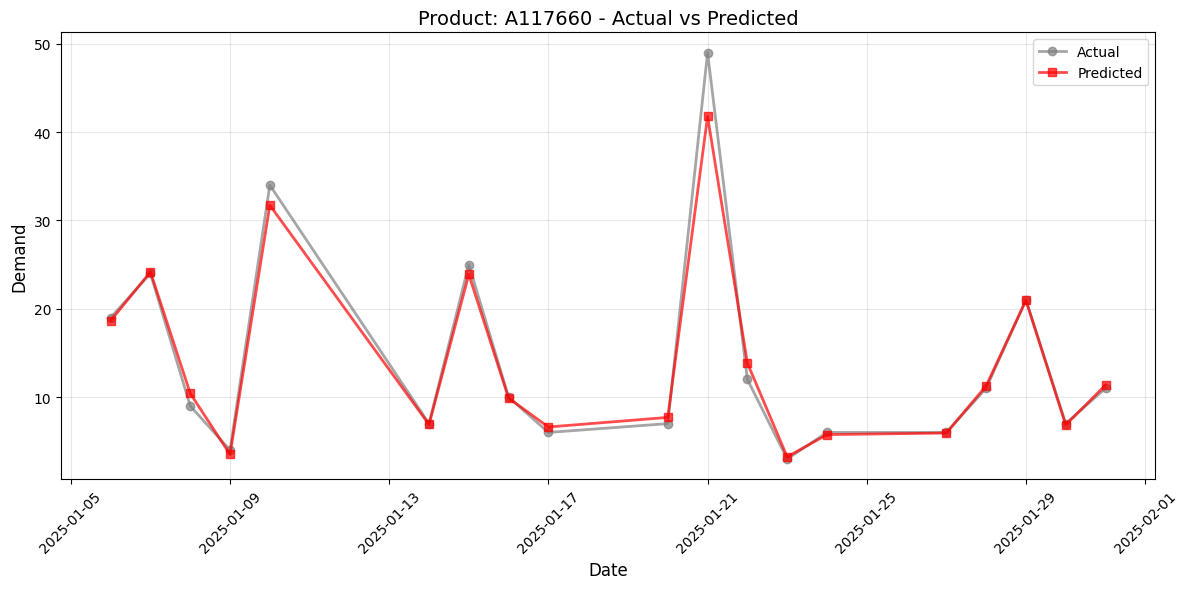 Product: A117660 - Actual vs Predicted
Actual
Predicted
Demand
50
40
30
20
10
2025-01-05
2025-01-09
2025-01-13
2025-01-17
2025-01-21
2025-01-25
2025-01-29
2025-02-01
Date